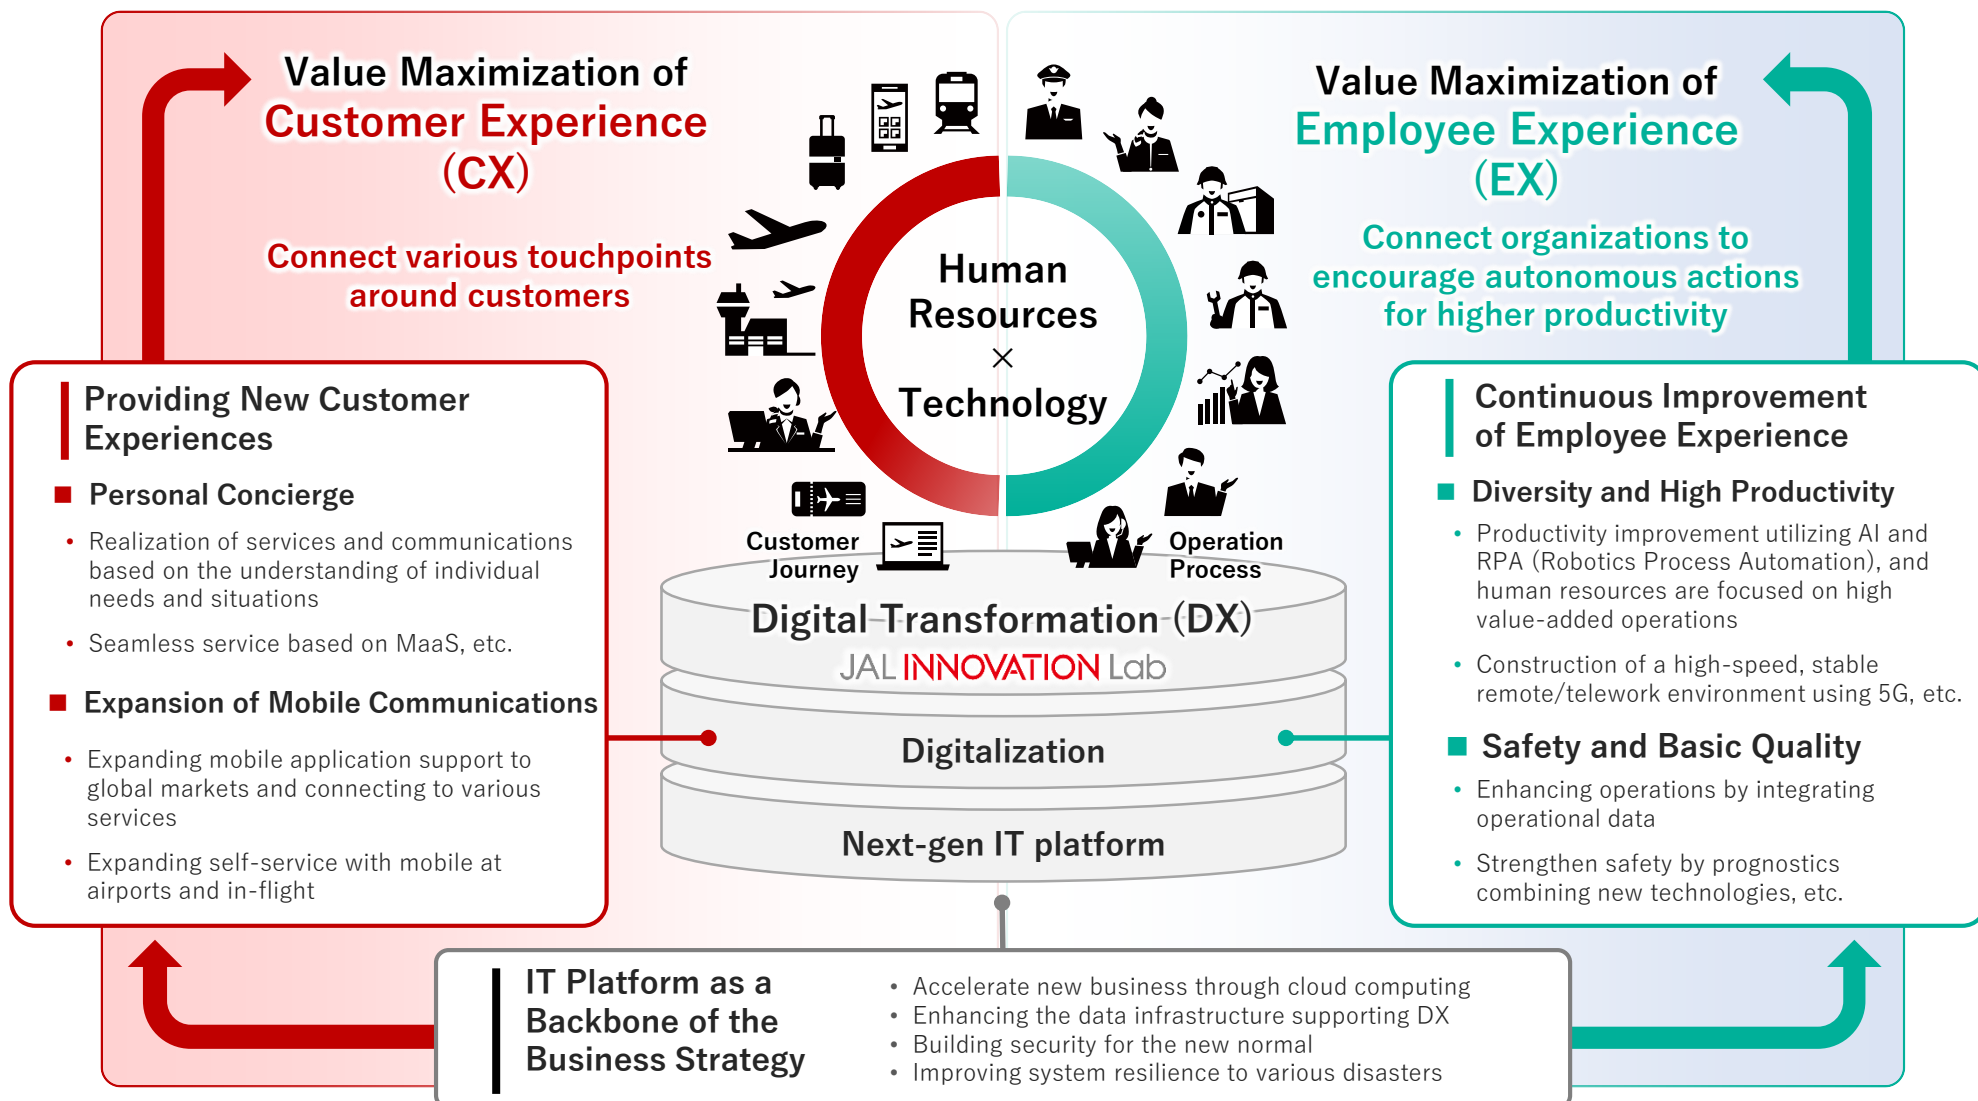 Value Maximization of
Customer Experience
(CX)
Connect various touchpoints
around customers
Value Maximization of
Employee Experience
(EX)
Connect organizations to
encourage autonomous actions
for higher productivity
Human
Resources
×
Technology
Customer
Journey
Operation
Process
Digital Transformation (DX)
JAL INNOVATION Lab
Digitalization
Next-gen IT platform
Providing New Customer
Experiences
■ Personal Concierge
• Realization of services and communications
based on the understanding of individual
needs and situations
• Seamless service based on MaaS, etc.
■ Expansion of Mobile Communications
• Expanding mobile application support to
global markets and connecting to various
services
• Expanding self-service with mobile at
airports and in-flight
Continuous Improvement
of Employee Experience
■ Diversity and High Productivity
• Productivity improvement utilizing AI and
RPA (Robotics Process Automation), and
human resources are focused on high
value-added operations
• Construction of a high-speed, stable
remote/telework environment using 5G, etc.
■ Safety and Basic Quality
• Enhancing operations by integrating
operational data
• Strengthen safety by prognostics
combining new technologies, etc.
IT Platform as a
Backbone of the
Business Strategy
• Accelerate new business through cloud computing
• Enhancing the data infrastructure supporting DX
• Building security for the new normal
• Improving system resilience to various disasters